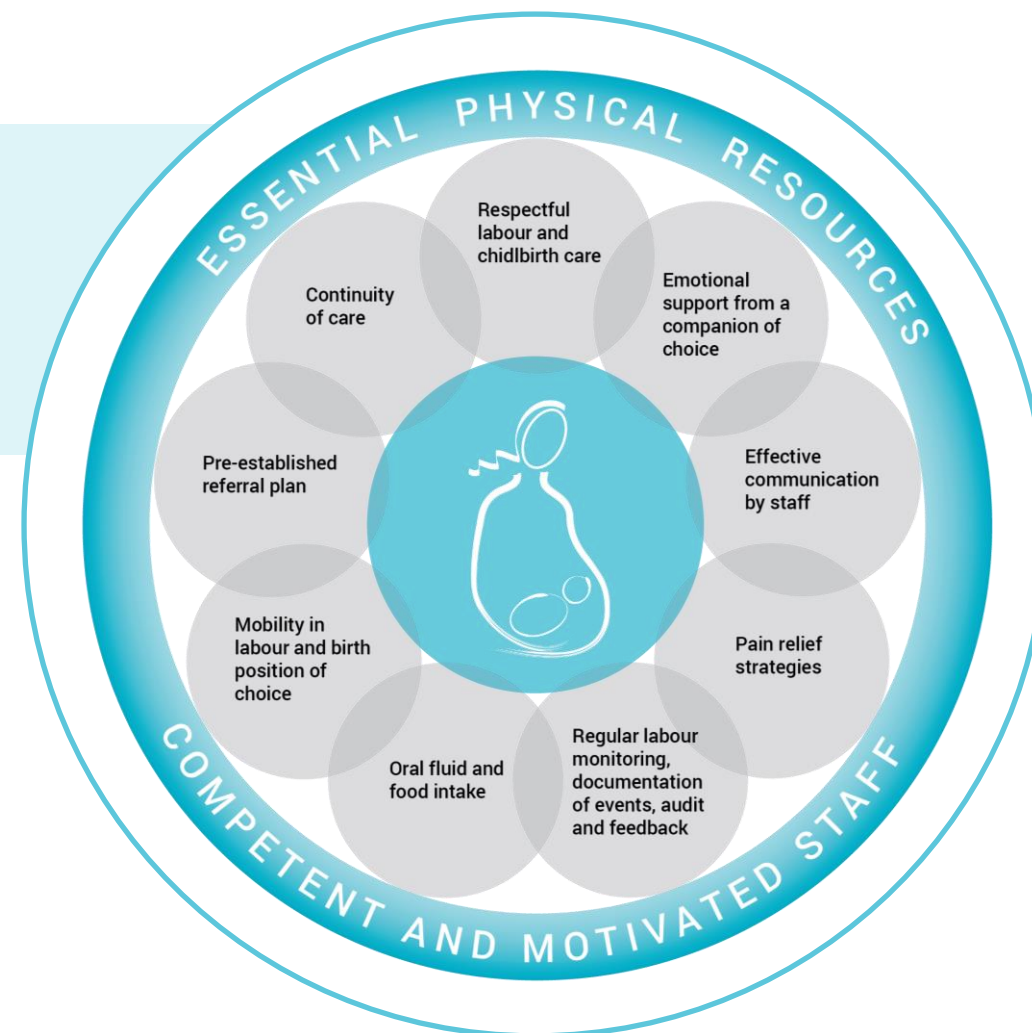 ESSENTIAL PHYSICAL RESOURCES
Respectful
labour and
chidlbirth care
Emotional
support from a
companion of
choice
Effective
communication
by staff
Pain relief
strategies
Regular labour
monitoring,
documentation
of events, audit
and feedback
Oral fluid and
food intake
Mobility in
labour and birth
position of
choice
Pre-established
referral plan
Continuity
of care
COMPETENT AND MOTIVATED STAFF